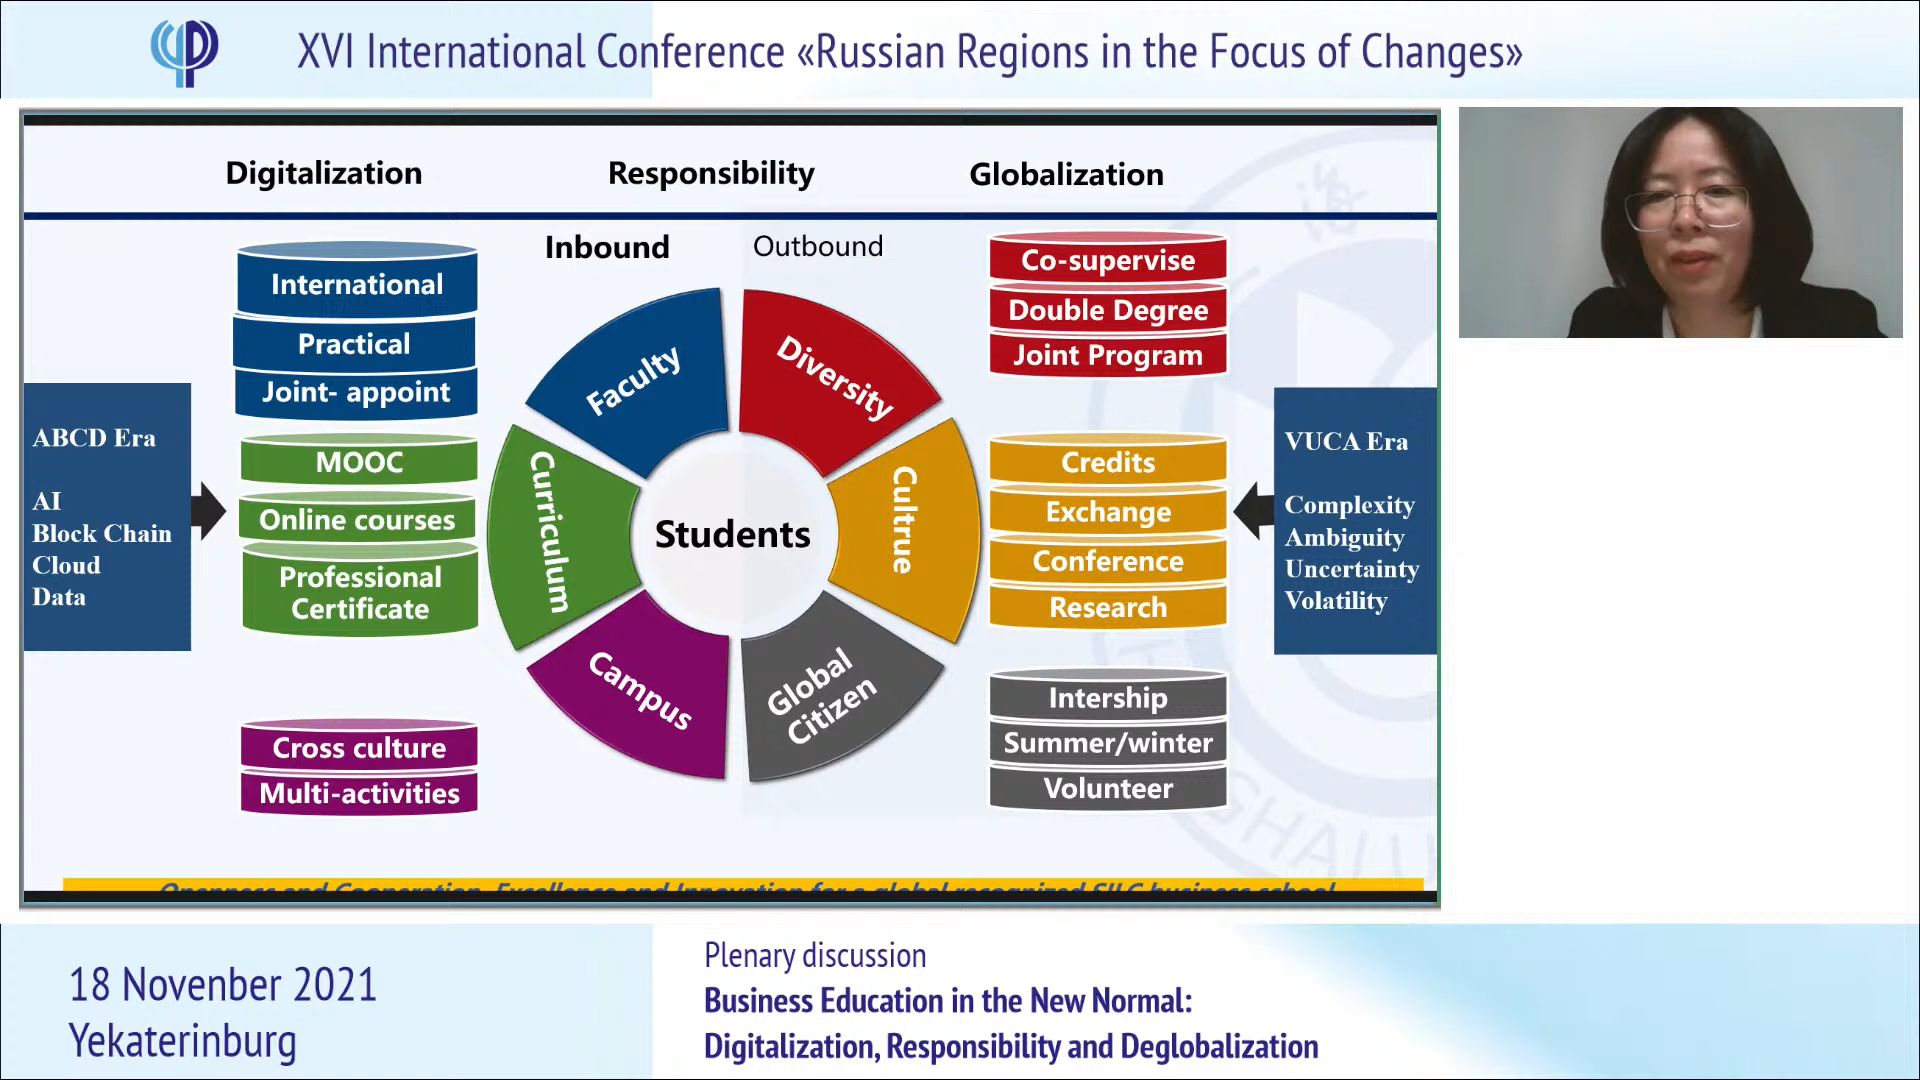 XVI International Conference «Russian Regions in the Focus of Changes»
Digitalization
Responsibility
Globalization
Inbound
Outbound
International
Practical
Joint- appoint
MOOC
Online courses
Professional
Certificate
Cross culture
Multi-activities
ABCD Era
AI
Block Chain
Cloud
Data
Faculty
Diversity
Curiculum
Cultrue
Students
Campus
Global
Citizen
Co-supervise
Double Degree
Joint Program
Credits
Exchange
Conference
Research
Intership
Summer/winter
Volunteer
VUCA Era
Complexity
Ambiguity
Uncertainty
Volatility
Openness and Cooperation, Excellence and Innovation for a global recognized SILC business school
18 Novenber 2021
Yekaterinburg
Plenary discussion
Business Education in the New Normal:
Digitalization, Responsibility and Deglobalization